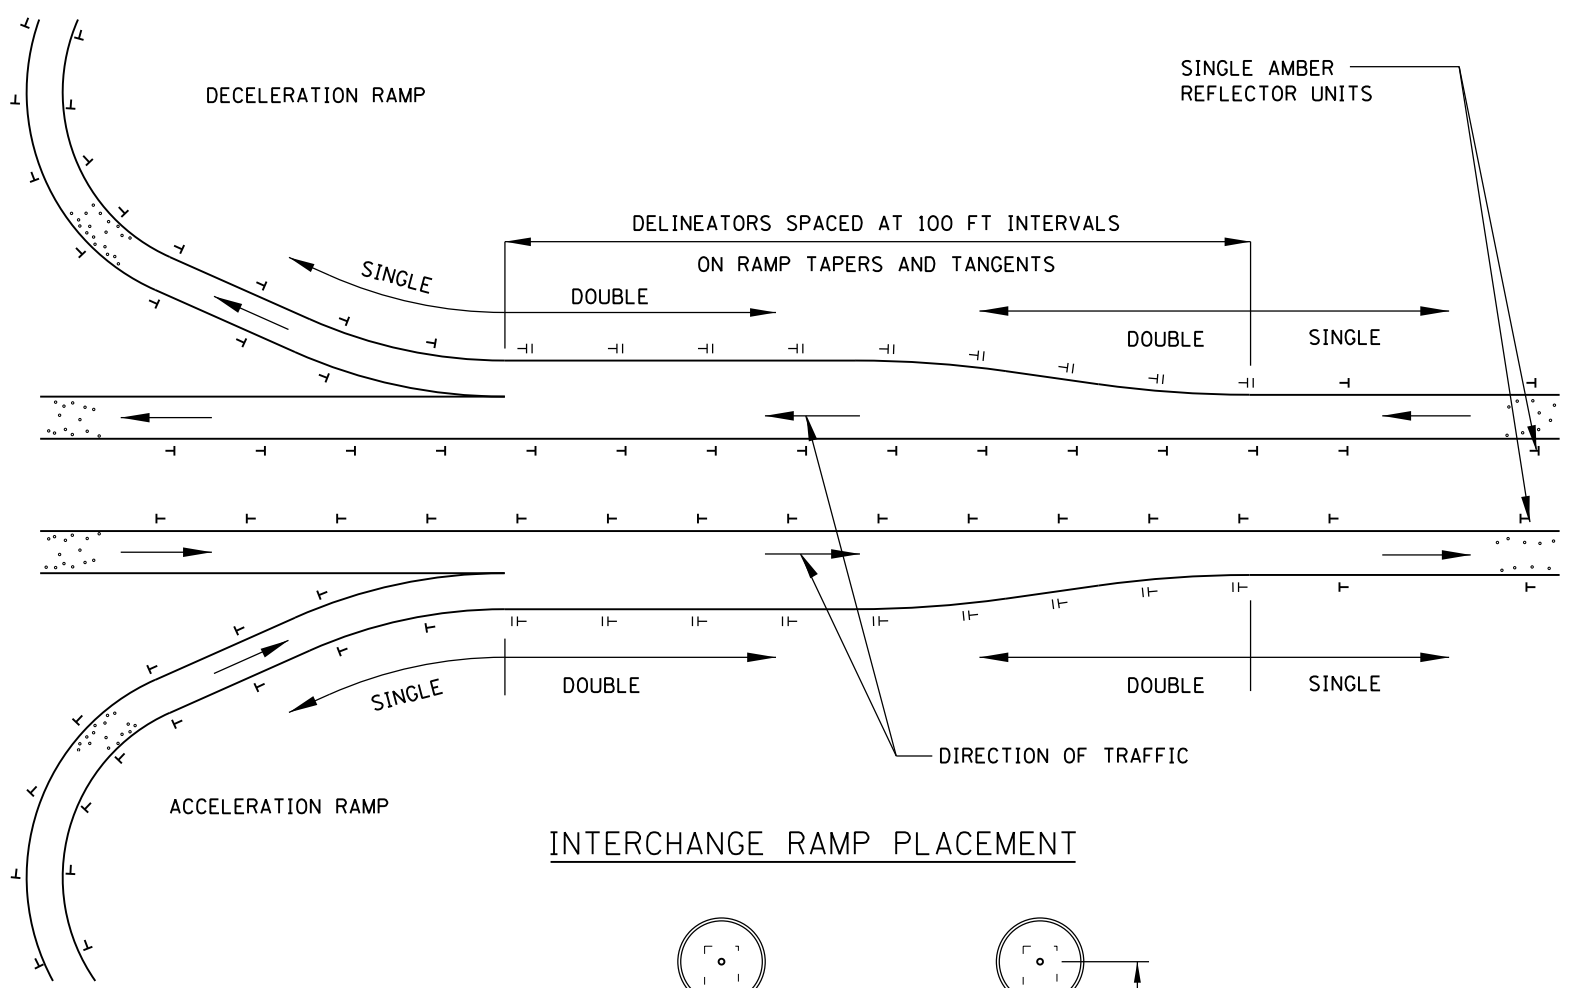 DECELERATION RAMP
SINGLE AMBER
REFLECTOR UNITS
DELINEATORS SPACED AT 100 FT INTERVALS
ON RAMP TAPERS AND TANGENTS
SINGLE
DOUBLE
DOUBLE
SINGLE
SINGLE
DOUBLE
DOUBLE
SINGLE
DIRECTION OF TRAFFIC
ACCELERATION RAMP
INTERCHANGE RAMP PLACEMENT